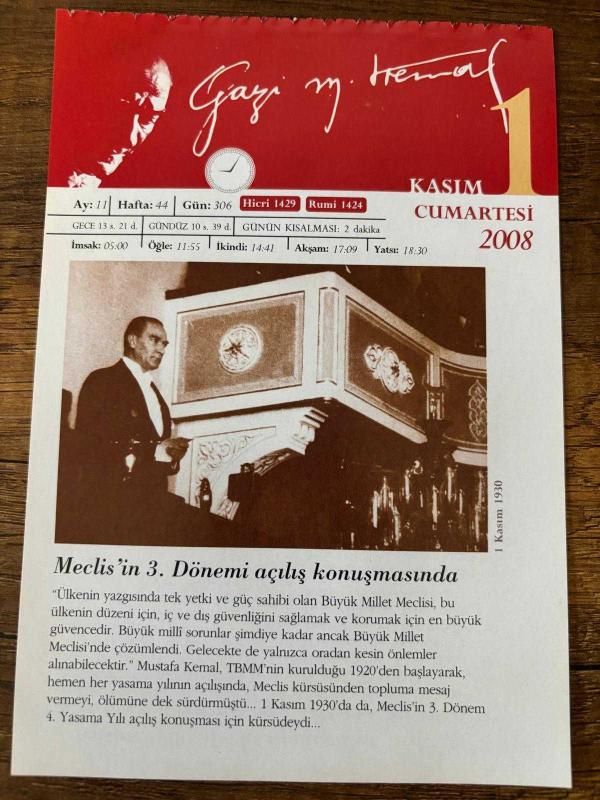 Gazi M. Kemal
1
KASIM
CUMARTESİ
2008
Ay: 11 Hafta: 44 Gün: 306 Hicri 1429 Rumi 1424
GECE 13 s. 21 d. GÜNDÜZ 10 s. 39 d. GÜNÜN KISALMASI: 2 dakika
İmsak: 05:00 Öğle: 11:55 İkindi: 14:41 Akşam: 17:09 Yatsı: 18:30
1 Kasım 1930
Meclis’in 3. Dönemi açılış konuşmasında
“Ülkenin yazgısında tek yetki ve güç sahibi olan Büyük Millet Meclisi, bu
ülkenin düzeni için, iç ve dış güvenliğini sağlamak ve korumak için en büyük
güvencedir. Büyük millî sorunlar şimdiye kadar ancak Büyük Millet
Meclisi’nde çözümlendi. Gelecekte de yalnızca oradan kesin önlemler
alınabilecektir.” Mustafa Kemal, TBMM’nin kurulduğu 1920’den başlayarak,
hemen her yasama yılının açılışında, Meclis kürsüsünden topluma mesaj
vermeyi, ölümüne dek sürdürmüştü... 1 Kasım 1930’da da, Meclis’in 3. Dönem
4. Yasama Yılı açılış konuşması için kürsüdeydi...